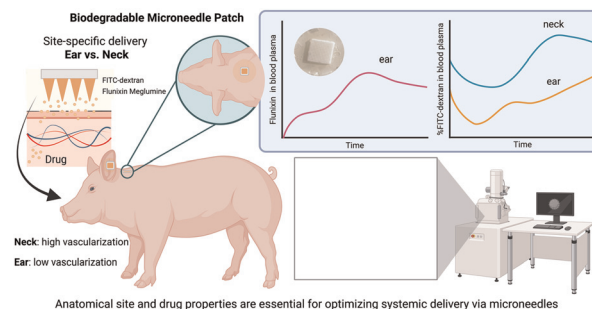 Biodegradable Microneedle Patch
Site-specific delivery
Ear vs. Neck
FITC-dextran
Flunixin Meglumine
Drug
Neck: high vascularization
Ear: low vascularization
Flunixin in blood plasma
ear
Time
%FITC-dextran in blood plasma
neck
ear
Time
Anatomical site and drug properties are essential for optimizing systemic delivery via microneedles